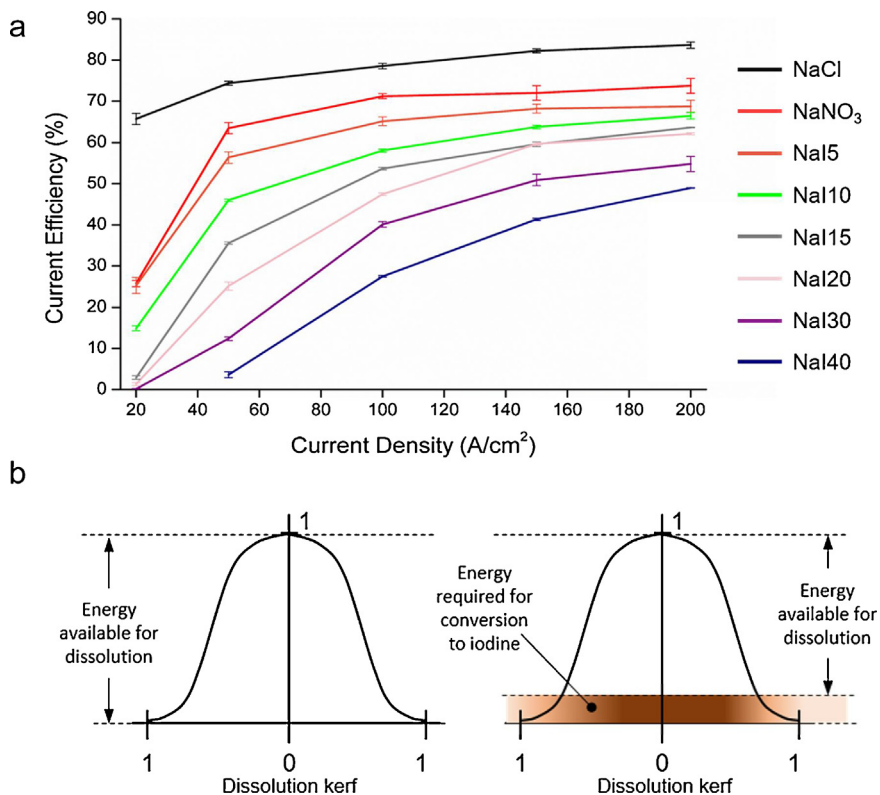 a
90
80
70
60
50
40
30
20
10
0
Current Efficiency (%)
20 40 60 80 100 120 140 160 180 200
Current Density (A/cm²)
NaCl
NaNO₃
NaI5
NaI10
NaI15
NaI20
NaI30
NaI40
b
1
Energy
available for
dissolution
1 0 1
Dissolution kerf
1
Energy
required for
conversion
to iodine
Energy
available for
dissolution
1 0 1
Dissolution kerf